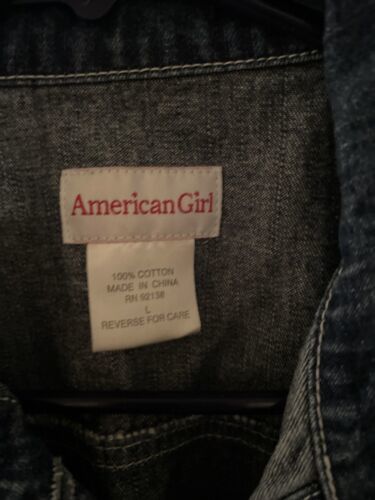 American Girl
100% COTTON
MADE IN CHINA
RN 92138
L
REVERSE FOR CARE